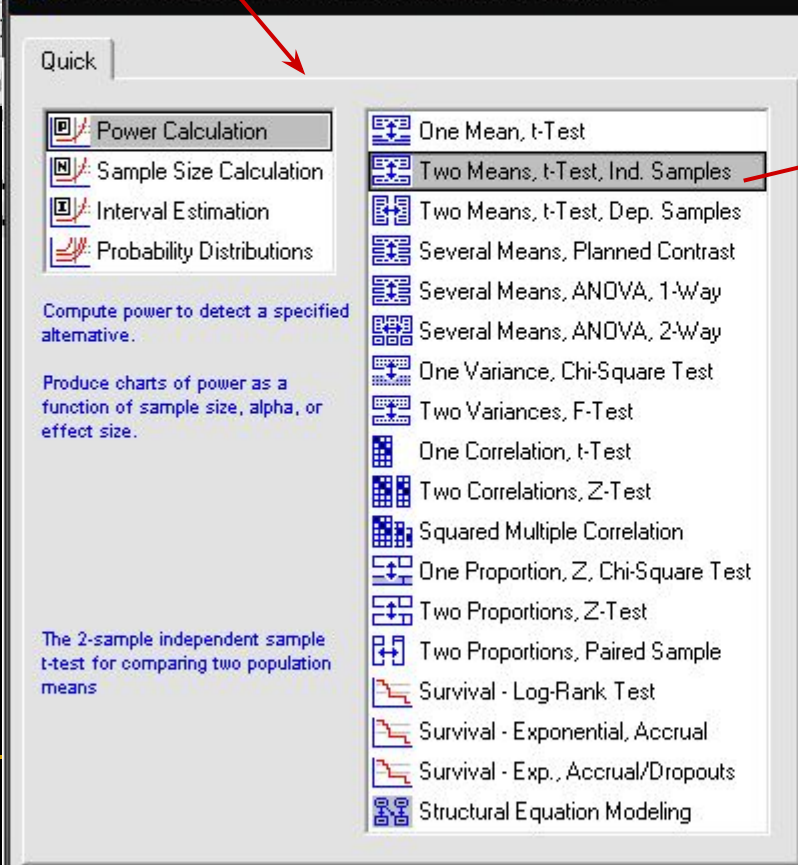 Quick
Power Calculation
Sample Size Calculation
Interval Estimation
Probability Distributions
Compute power to detect a specified
alternative.
Produce charts of power as a
function of sample size, alpha, or
effect size.
The 2-sample independent sample
t-test for comparing two population
means
One Mean, t-Test
Two Means, t-Test, Ind. Samples
Two Means, t-Test, Dep. Samples
Several Means, Planned Contrast
Several Means, ANOVA, 1-Way
Several Means, ANOVA, 2-Way
One Variance, Chi-Square Test
Two Variances, F-Test
One Correlation, t-Test
Two Correlations, Z-Test
Squared Multiple Correlation
One Proportion, Z, Chi-Square Test
Two Proportions, Z-Test
Two Proportions, Paired Sample
Survival - Log-Rank Test
Survival - Exponential, Accrual
Survival - Exp., Accrual/Dropouts
Structural Equation Modeling